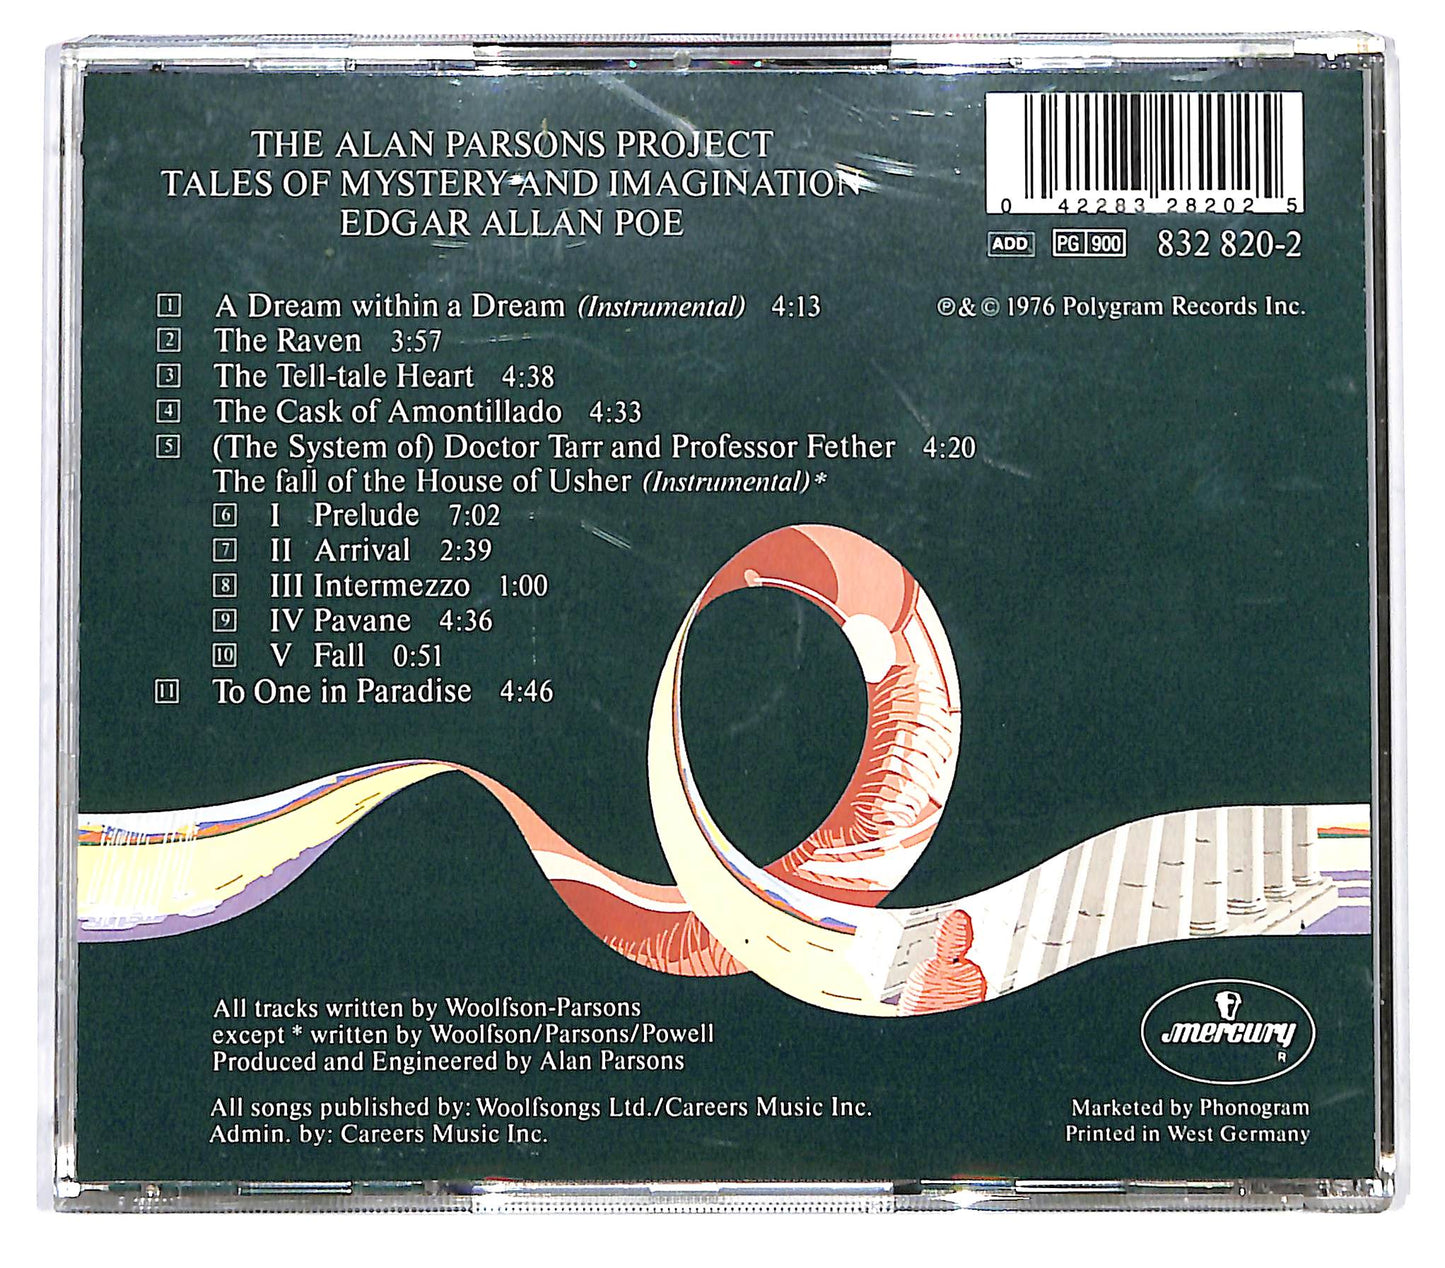 THE ALAN PARSONS PROJECT
TALES OF MYSTERY AND IMAGINATION
EDGAR ALLAN POE
0 42283 28202 5
ADD PG 900 832 820-2
℗ & © 1976 Polygram Records Inc.
1 A Dream within a Dream (Instrumental) 4:13
2 The Raven 3:57
3 The Tell-tale Heart 4:38
4 The Cask of Amontillado 4:33
5 (The System of) Doctor Tarr and Professor Fether 4:20
The fall of the House of Usher (Instrumental)*
6 I Prelude 7:02
7 II Arrival 2:39
8 III Intermezzo 1:00
9 IV Pavane 4:36
10 V Fall 0:51
11 To One in Paradise 4:46
All tracks written by Woolfson-Parsons
except * written by Woolfson/Parsons/Powell
Produced and Engineered by Alan Parsons
All songs published by: Woolfsongs Ltd./Careers Music Inc.
Admin. by: Careers Music Inc.
mercury
R
Marketed by Phonogram
Printed in West Germany